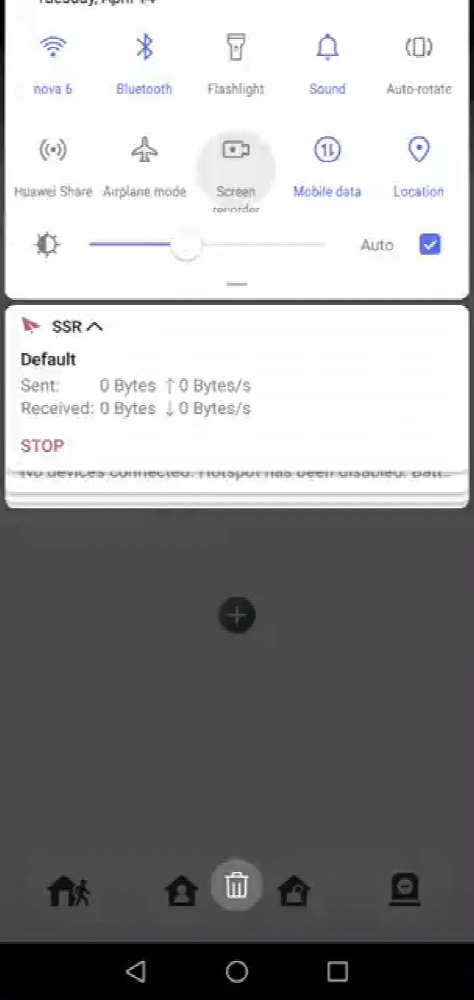 Tuesday, April 14
nova 6 Bluetooth Flashlight Sound Auto-rotate
Huawei Share Airplane mode Screen recorder Mobile data Location
Auto
SSR
Default
Sent: 0 Bytes ↑ 0 Bytes/s
Received: 0 Bytes ↓ 0 Bytes/s
STOP
No devices connected. Hotspot has been disabled. Batt...